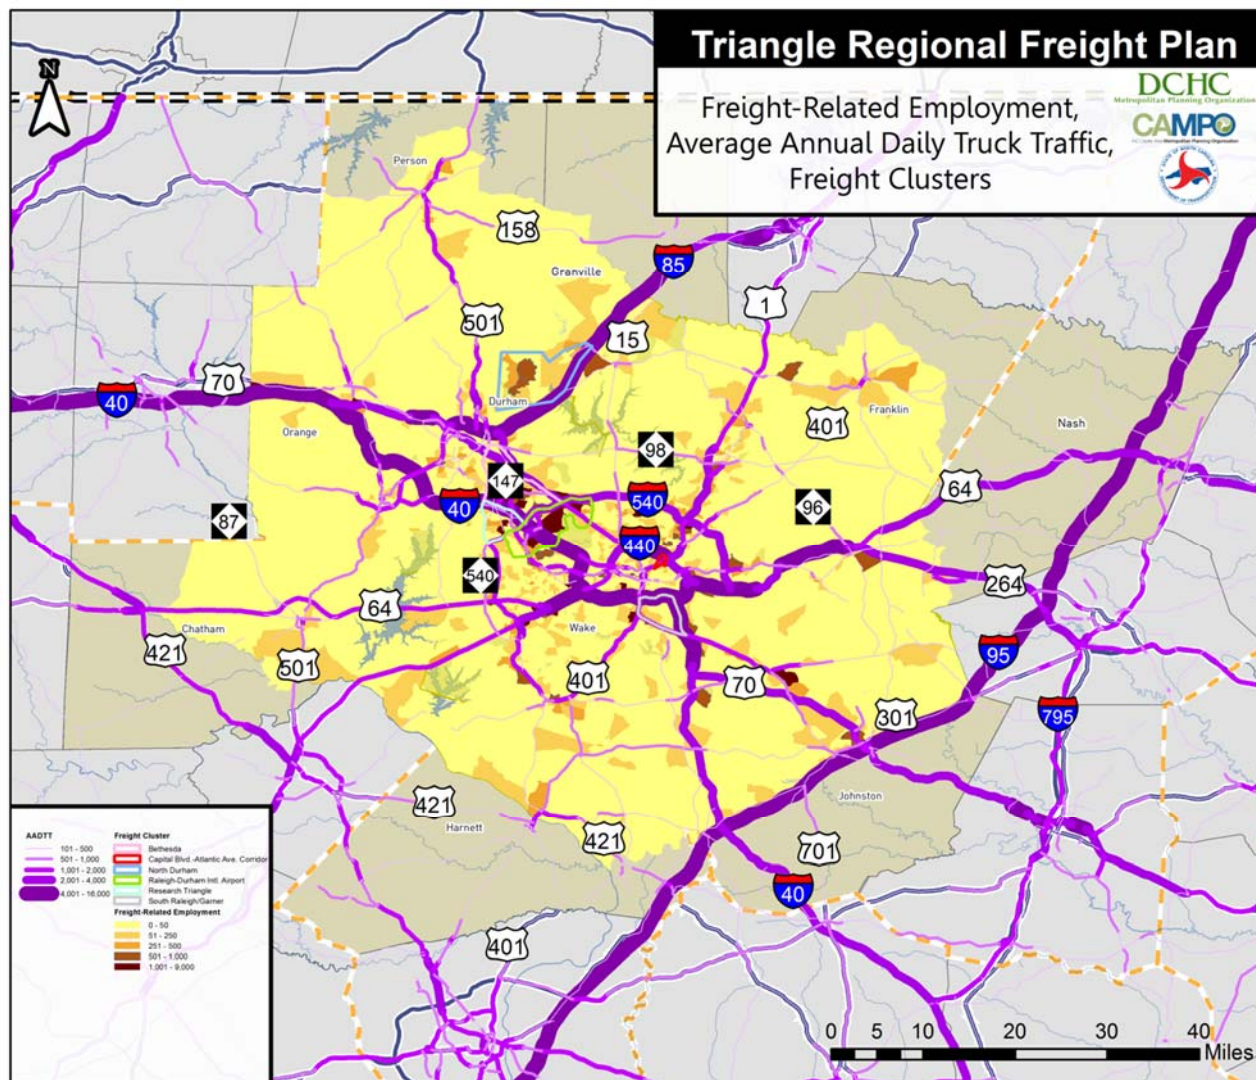 Triangle Regional Freight Plan
Freight-Related Employment,
Average Annual Daily Truck Traffic,
Freight Clusters
DCHC
Metropolitan Planning Organization
CAMPO
N
Person
158
85
Granville
1
501
15
70
40
Durham
Franklin
401
Nash
Orange
98
147
64
540
40
96
87
440
540
264
64
Chatham
Wake
421
501
401
70
95
301
795
421
Harnett
Johnston
421
701
40
401
AADTT
101 - 500
501 - 1,000
1,001 - 2,000
2,001 - 4,000
4,001 - 16,000
Freight Cluster
Bethesda
Capital Blvd.-Atlantic Ave. Corridor
North Durham
Raleigh-Durham Intl. Airport
Research Triangle
South Raleigh/Garner
Freight-Related Employment
0 - 50
51 - 250
251 - 500
501 - 1,000
1,001 - 9,000
0 5 10 20 30 40
Miles